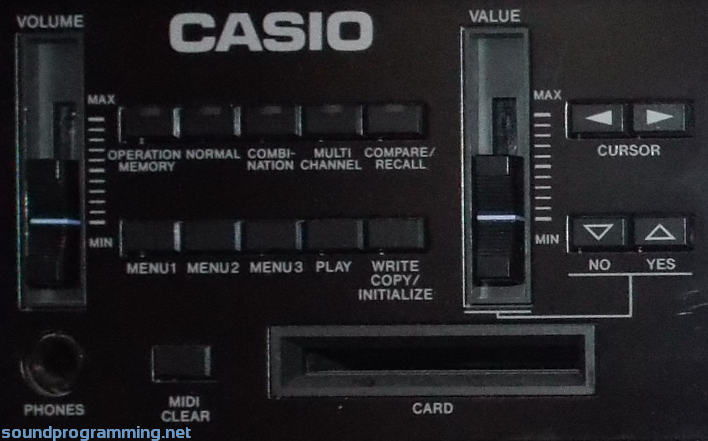 VOLUME
CASIO
VALUE
MAX
MAX
OPERATION
MEMORY
NORMAL
COMBI-
NATION
MULTI
CHANNEL
COMPARE/
RECALL
CURSOR
MIN
MIN
MENU1
MENU2
MENU3
PLAY
WRITE
COPY/
INITIALIZE
NO
YES
PHONES
MIDI
CLEAR
CARD
soundprogramming.net